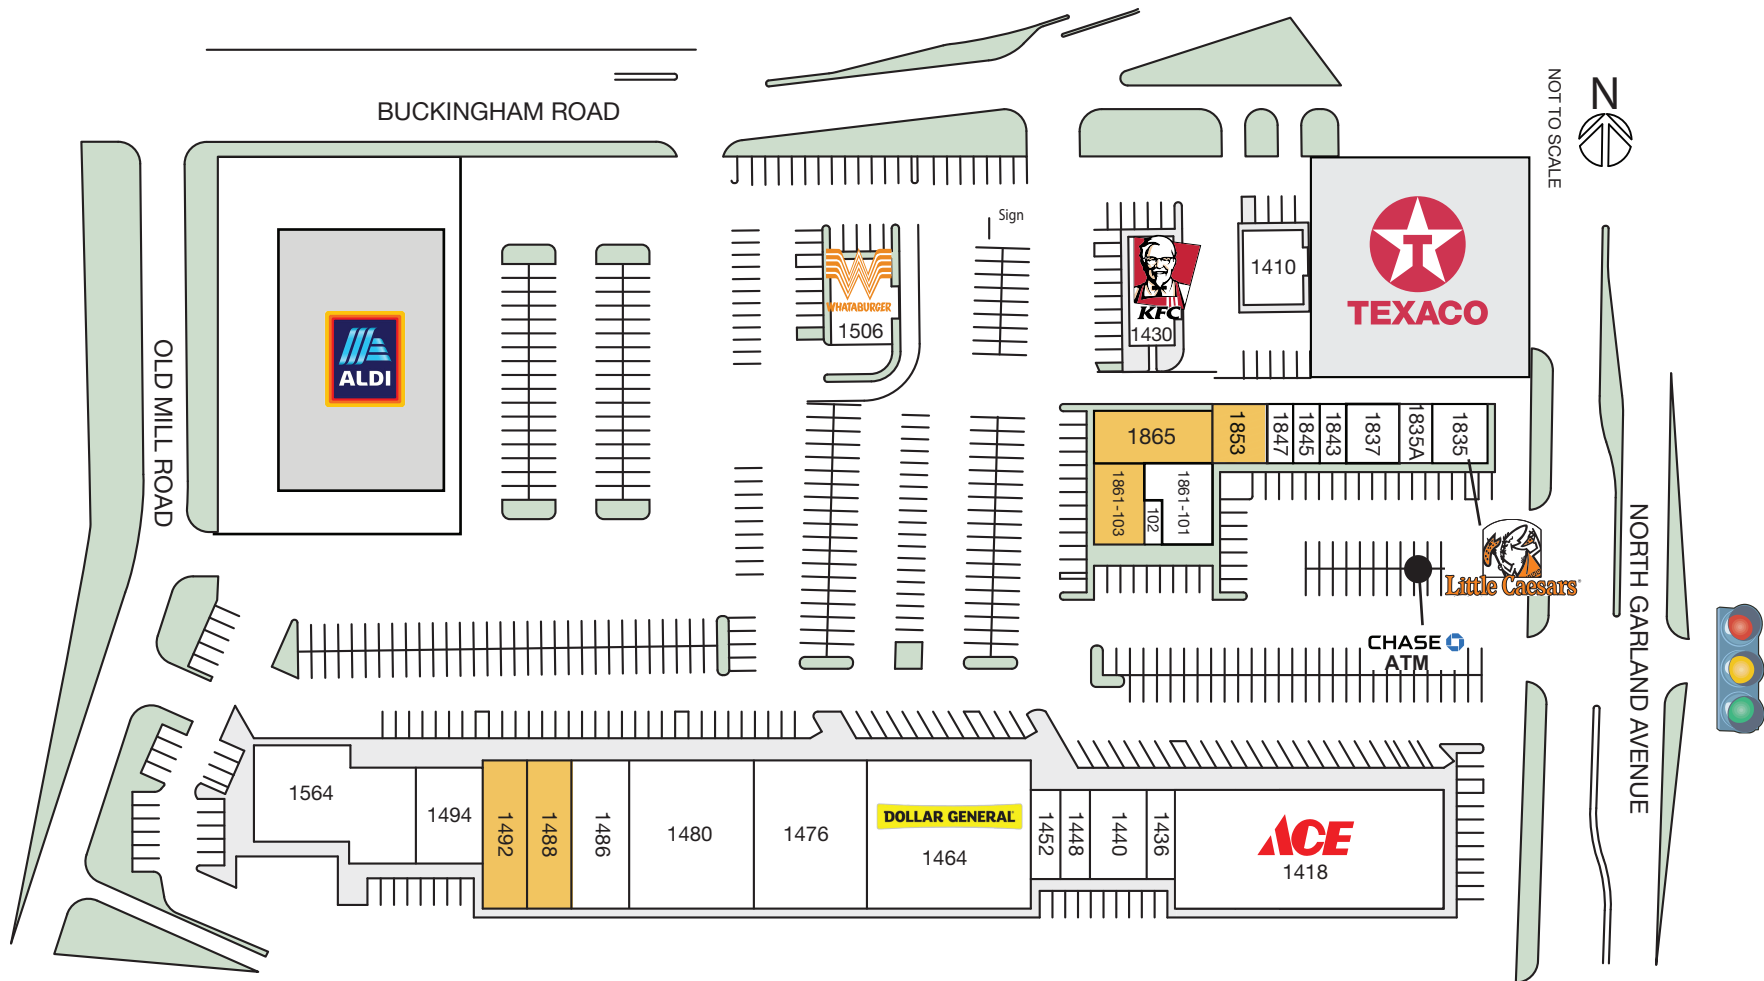 BUCKINGHAM ROAD
NOT TO SCALE
N
Sign
WHATABURGER
1506
KFC
1430
1410
T
TEXACO
ALDI
OLD MILL ROAD
1865
1853
1847
1845
1843
1837
1835A
1835
1861-103
102
1861-101
Little Caesars
CHASE
ATM
NORTH GARLAND AVENUE
1564
1494
1492
1488
1486
1480
1476
DOLLAR GENERAL
1464
1452
1448
1440
1436
ACE
1418